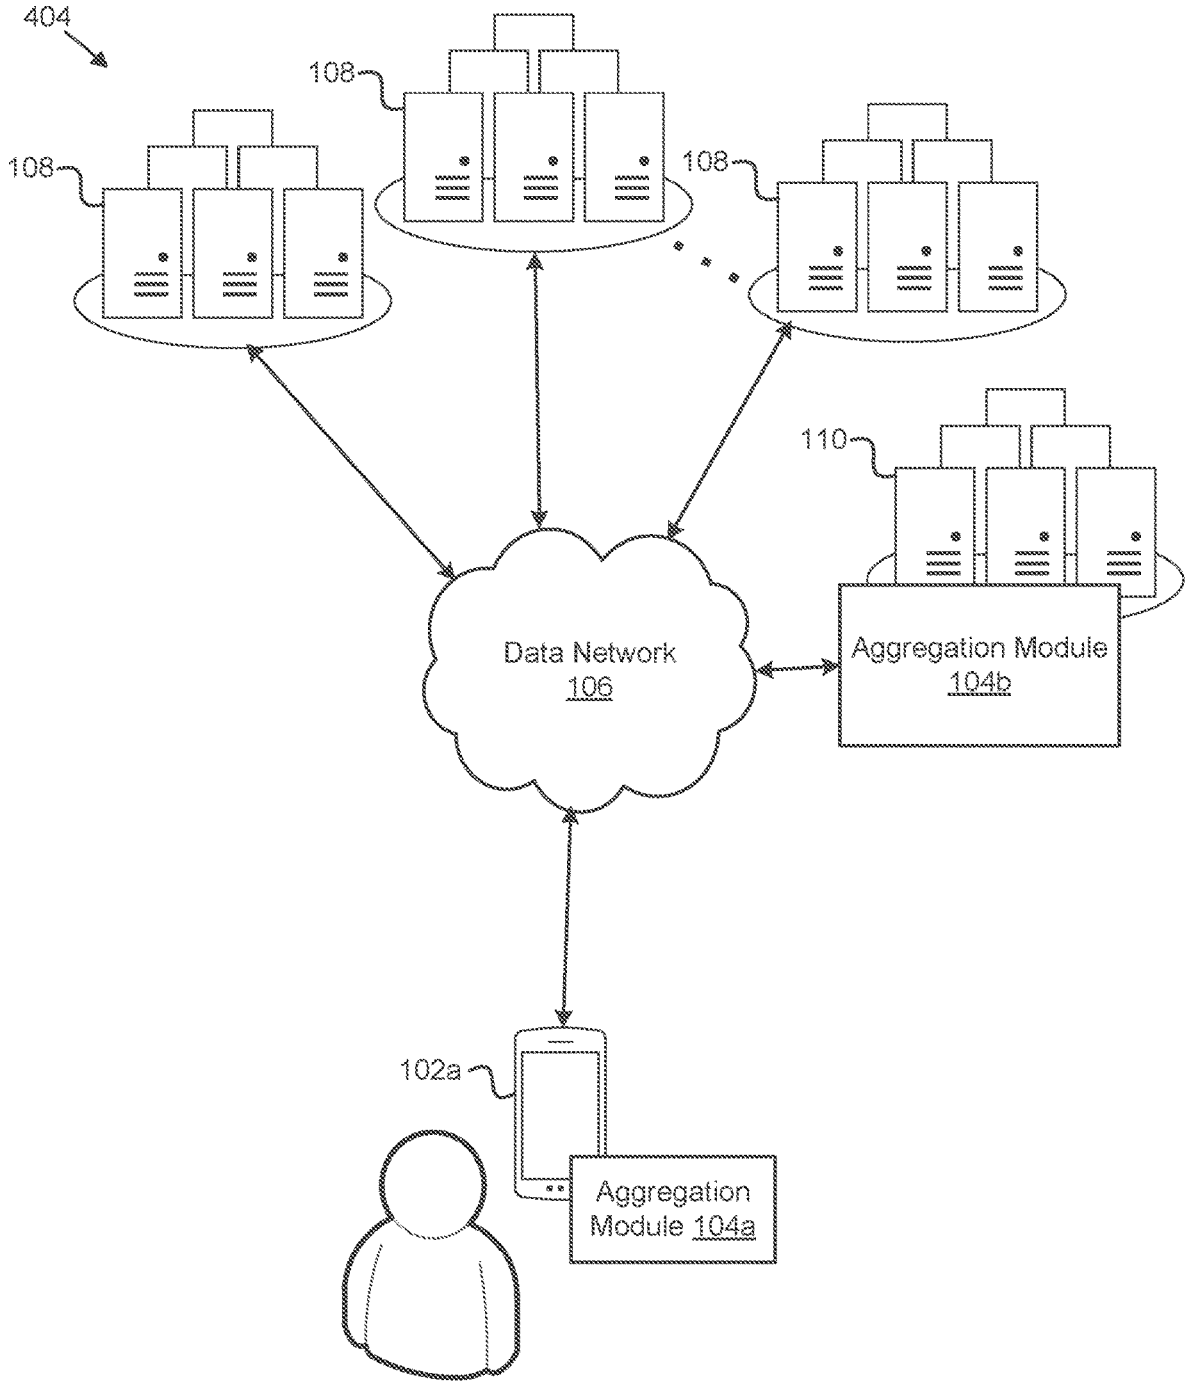 404
108
108
108
110
Data Network
106
Aggregation Module
104b
102a
Aggregation
Module 104a